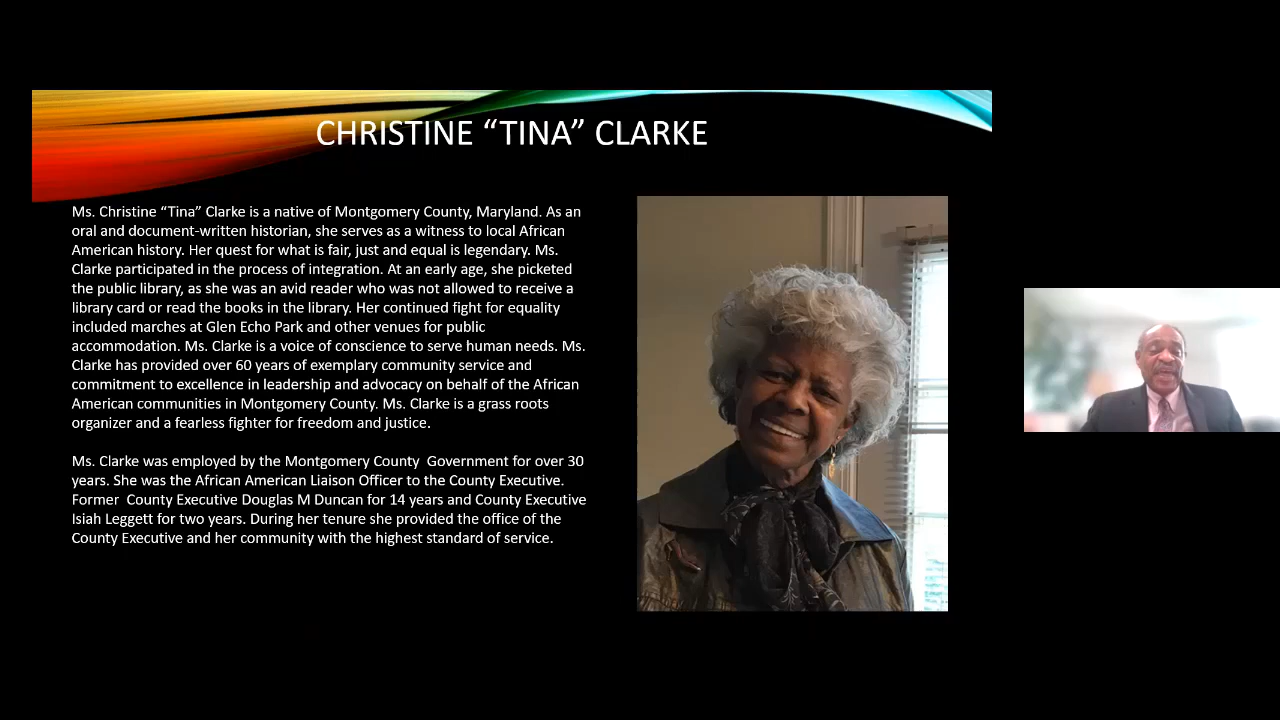 CHRISTINE “TINA” CLARKE
Ms. Christine “Tina” Clarke is a native of Montgomery County, Maryland. As an
oral and document-written historian, she serves as a witness to local African
American history. Her quest for what is fair, just and equal is legendary. Ms.
Clarke participated in the process of integration. At an early age, she picketed
the public library, as she was an avid reader who was not allowed to receive a
library card or read the books in the library. Her continued fight for equality
included marches at Glen Echo Park and other venues for public
accommodation. Ms. Clarke is a voice of conscience to serve human needs. Ms.
Clarke has provided over 60 years of exemplary community service and
commitment to excellence in leadership and advocacy on behalf of the African
American communities in Montgomery County. Ms. Clarke is a grass roots
organizer and a fearless fighter for freedom and justice.
Ms. Clarke was employed by the Montgomery County  Government for over 30
years. She was the African American Liaison Officer to the County Executive.
Former  County Executive Douglas M Duncan for 14 years and County Executive
Isiah Leggett for two years. During her tenure she provided the office of the
County Executive and her community with the highest standard of service.